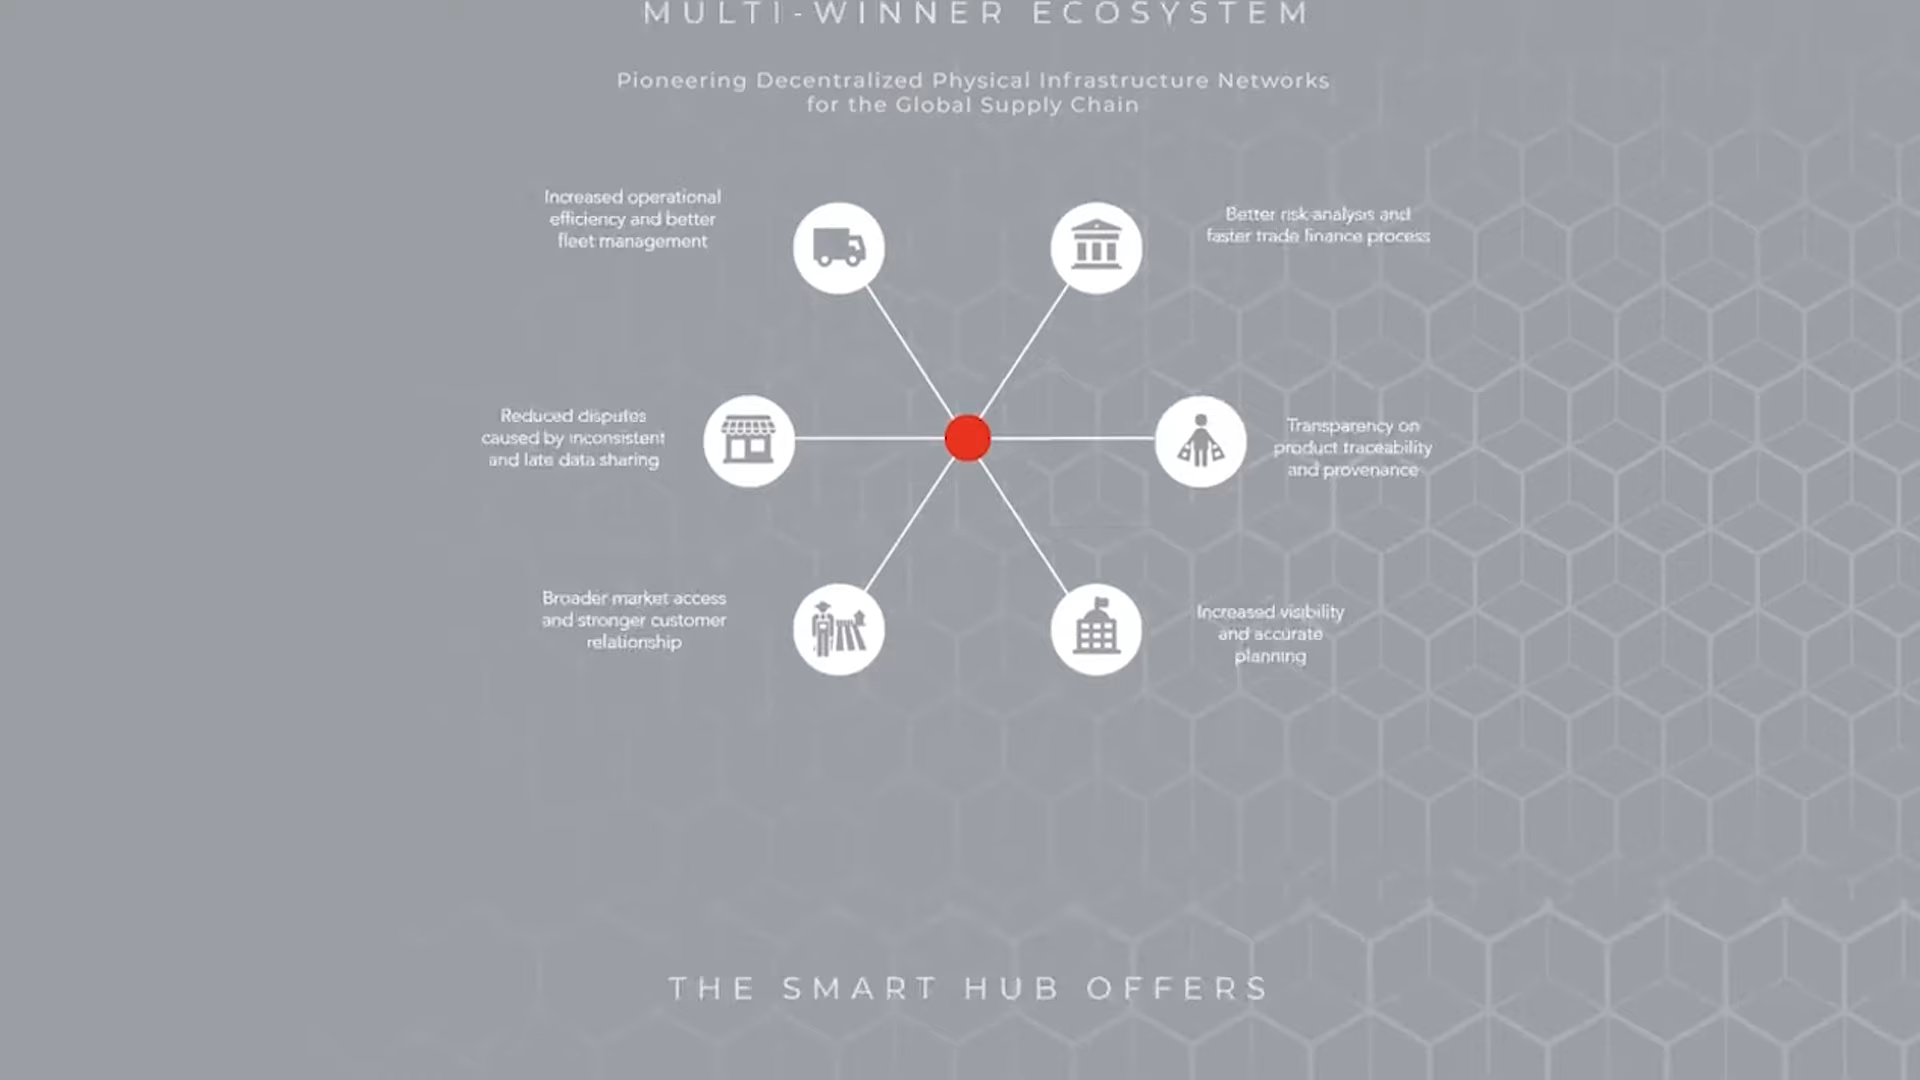 MULTI-WINNER ECOSYSTEM
Pioneering Decentralized Physical Infrastructure Networks
for the Global Supply Chain
Increased operational
efficiency and better
fleet management
Better risk analysis and
faster trade finance process
Reduced disputes
caused by inconsistent
and late data sharing
Transparency on
product traceability
and provenance
Broader market access
and stronger customer
relationship
Increased visibility
and accurate
planning
THE SMART HUB OFFERS